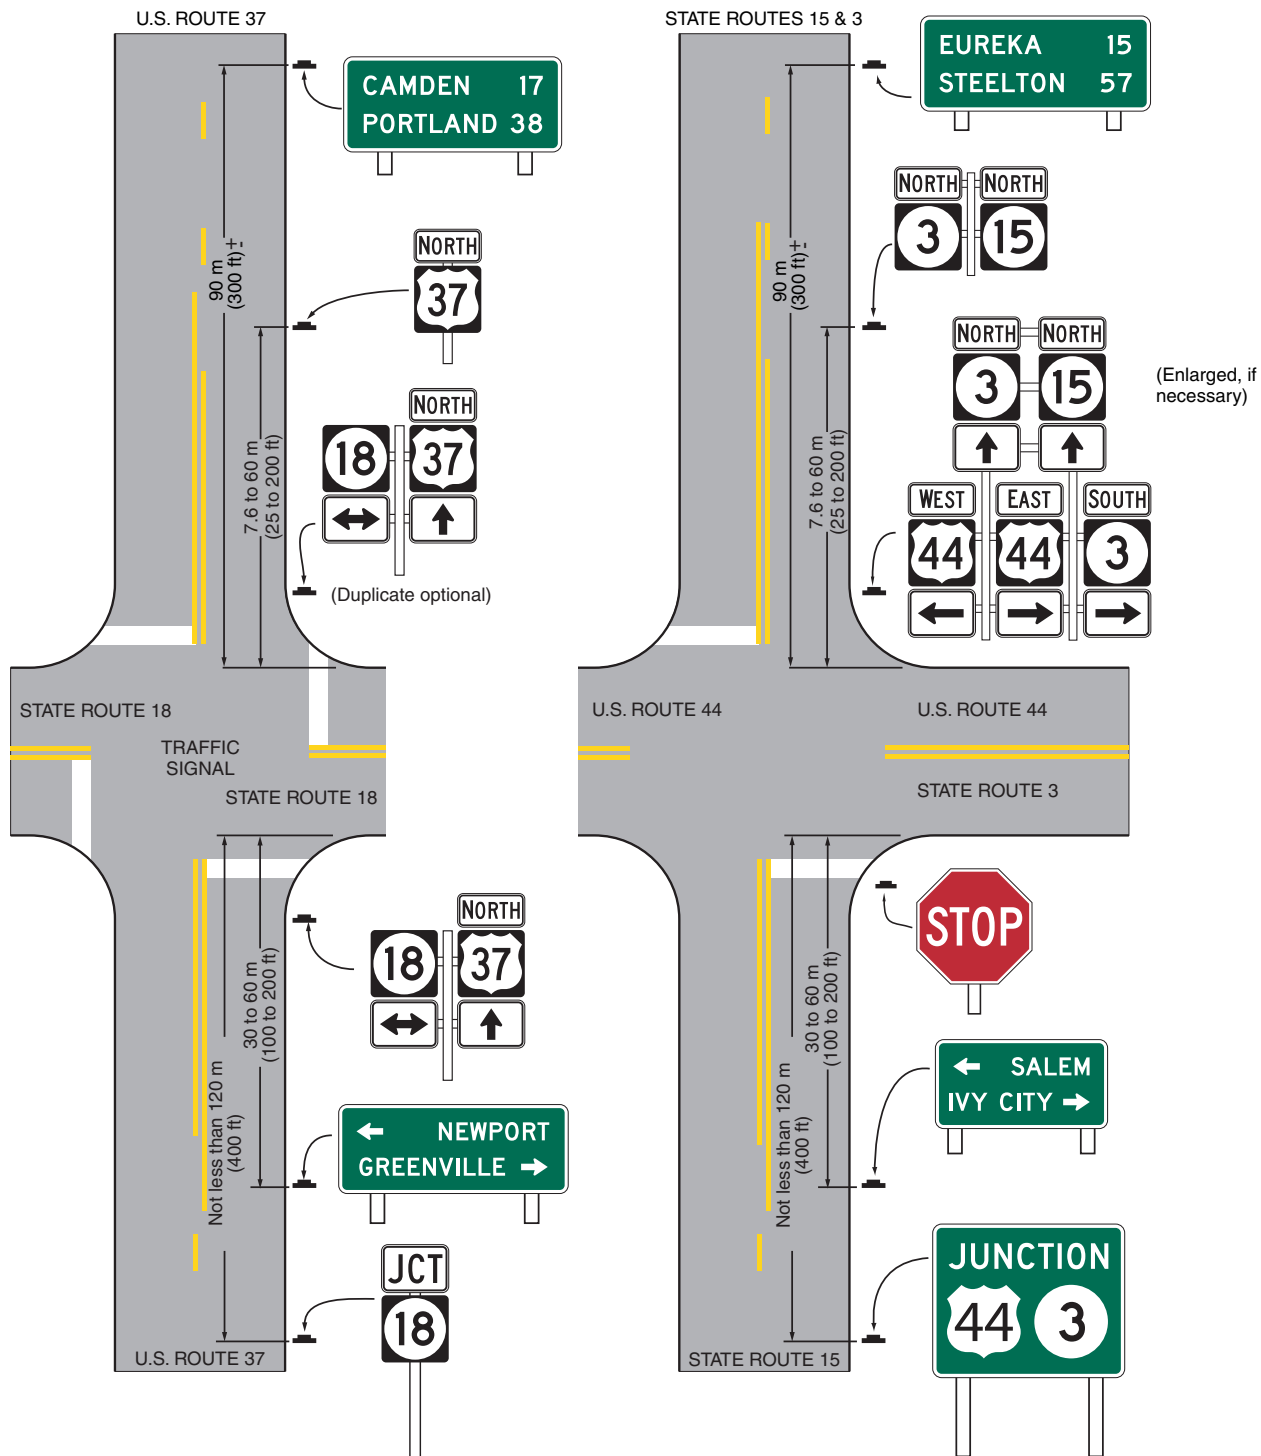 U.S. ROUTE 37
CAMDEN 17
PORTLAND 38
90 m
(300 ft)±
NORTH
37
NORTH
18 37
7.6 to 60 m
(25 to 200 ft)
(Duplicate optional)
STATE ROUTE 18
TRAFFIC
SIGNAL
STATE ROUTE 18
NORTH
18 37
30 to 60 m
(100 to 200 ft)
Not less than 120 m
(400 ft)
NEWPORT
GREENVILLE
JCT
18
U.S. ROUTE 37
STATE ROUTES 15 & 3
EUREKA 15
STEELTON 57
90 m
(300 ft)±
NORTH NORTH
3 15
NORTH NORTH
3 15
(Enlarged, if
necessary)
7.6 to 60 m
(25 to 200 ft)
WEST EAST SOUTH
44 44 3
U.S. ROUTE 44 U.S. ROUTE 44
STATE ROUTE 3
STOP
30 to 60 m
(100 to 200 ft)
Not less than 120 m
(400 ft)
SALEM
IVY CITY
JUNCTION
44 3
STATE ROUTE 15